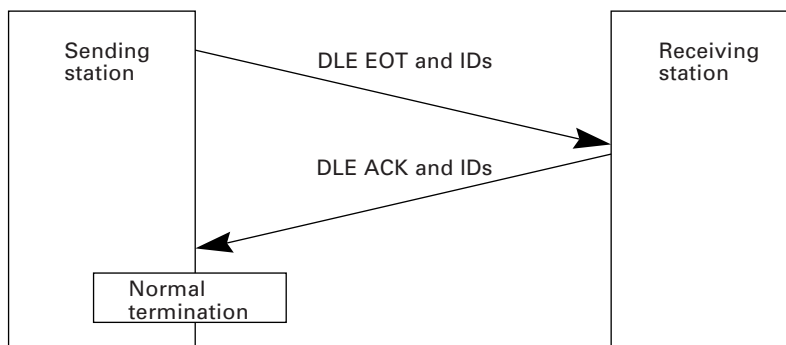 Sending
station
DLE EOT and IDs
Receiving
station
DLE ACK and IDs
Normal
termination